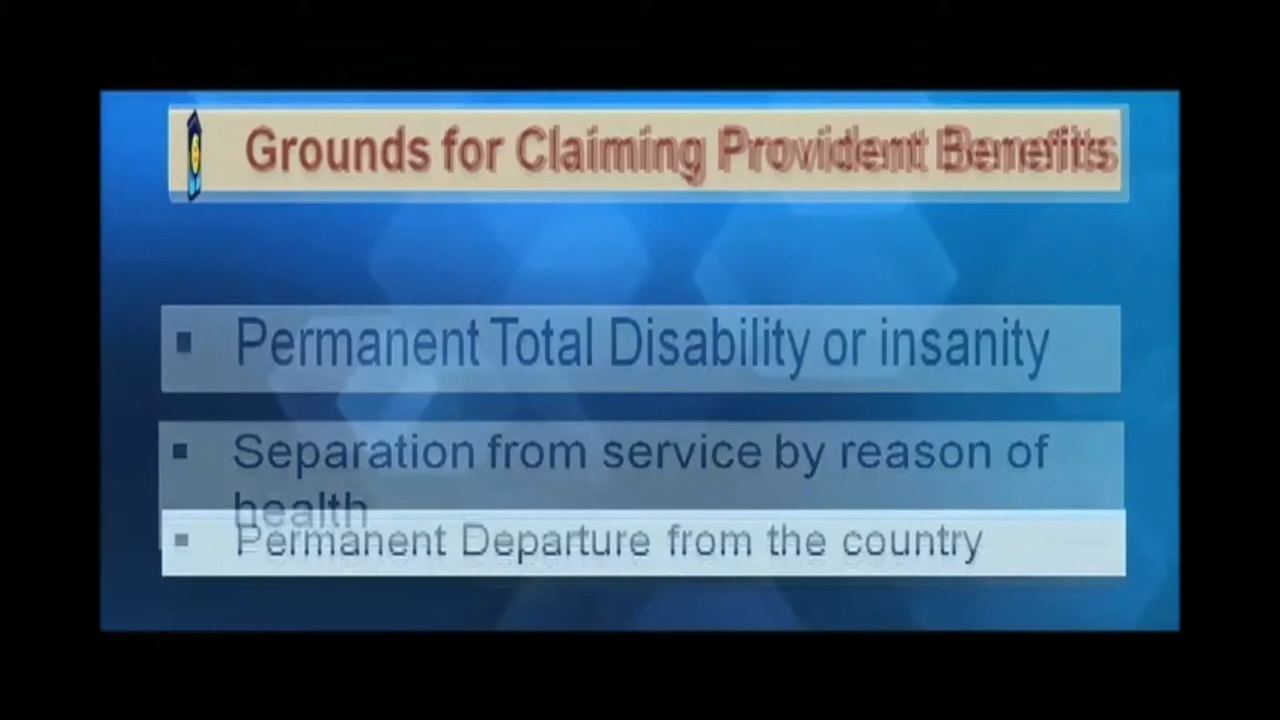 Grounds for Claiming Provident Benefits
▪ Permanent Total Disability or insanity
▪ Separation from service by reason of
health
▪ Permanent Departure from the country